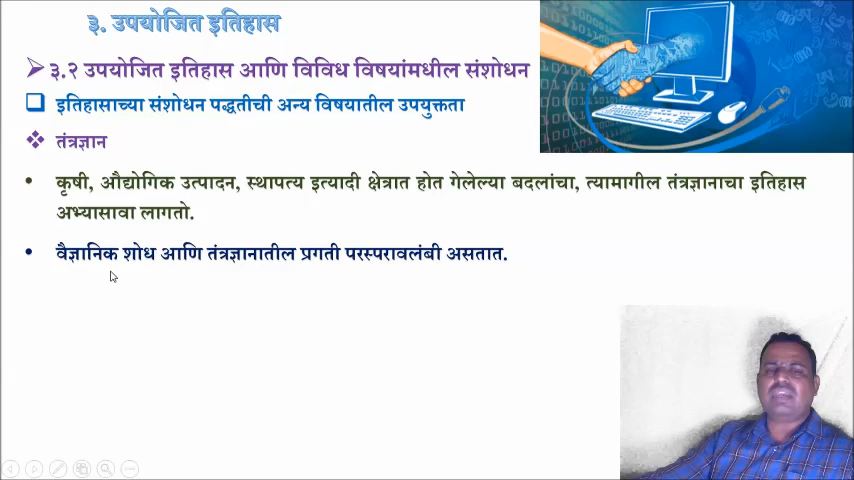 ३. उपयोजित इतिहास
३.२ उपयोजित इतिहास आणि विविध विषयांमधील संशोधन
इतिहासाच्या संशोधन पद्धतीची अन्य विषयातील उपयुक्तता
तंत्रज्ञान
कृषी, औद्योगिक उत्पादन, स्थापत्य इत्यादी क्षेत्रात होत गेलेल्या बदलांचा, त्यामागील तंत्रज्ञानाचा इतिहास
अभ्यासावा लागतो.
वैज्ञानिक शोध आणि तंत्रज्ञानातील प्रगती परस्परावलंबी असतात.